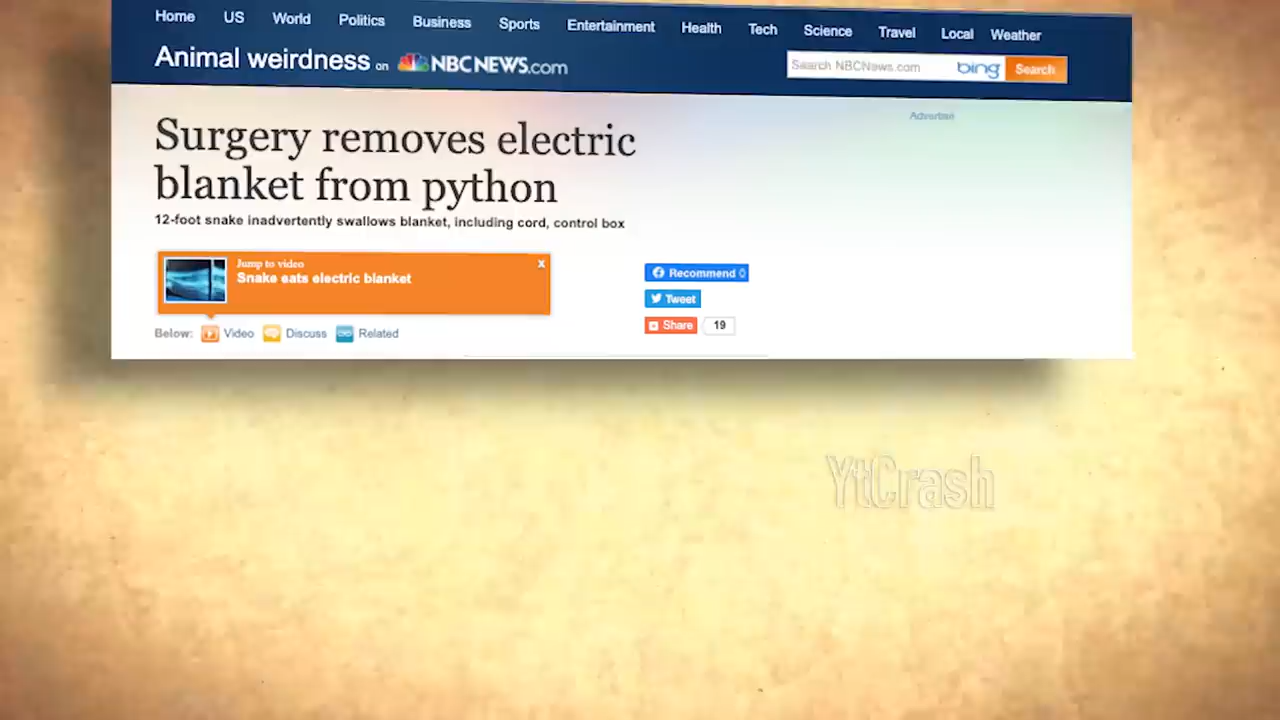 Home US World Politics Business Sports Entertainment Health Tech Science Travel Local Weather
Animal weirdness on NBCNEWS.com
Search NBCNews.com bing Search
Advertise
Surgery removes electric
blanket from python
12-foot snake inadvertently swallows blanket, including cord, control box
Jump to video x
Snake eats electric blanket
Recommend 0
Tweet
Share 19
Below: Video Discuss Related
YtCrash